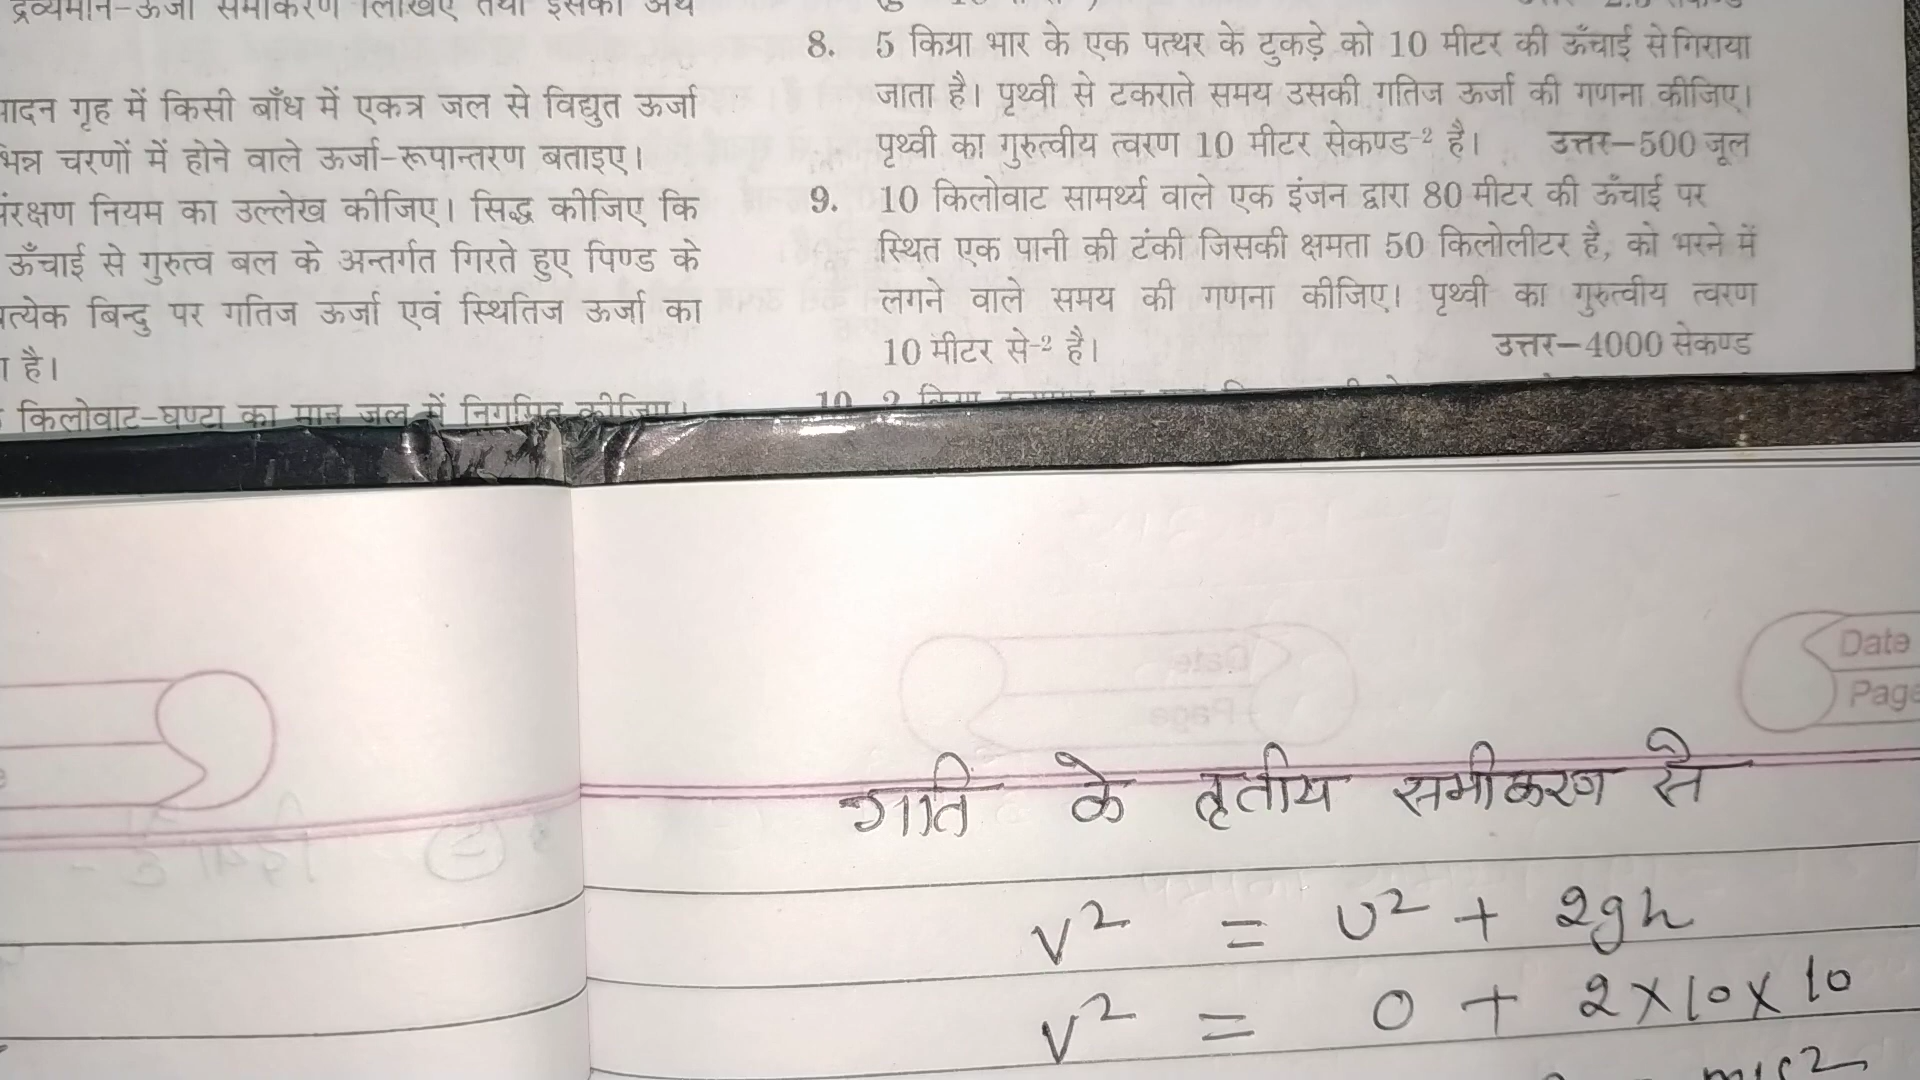 द्रव्यमान-ऊर्जा समीकरण लिखिए तथा इसका अर्थ
गृह में किसी बाँध में एकत्र जल से विद्युत ऊर्जा
चरणों में होने वाले ऊर्जा-रूपान्तरण बताइए।
नियम का उल्लेख कीजिए। सिद्ध कीजिए कि
ऊँचाई से गुरुत्व बल के अन्तर्गत गिरते हुए पिण्ड के
बिन्दु पर गतिज ऊर्जा एवं स्थितिज ऊर्जा का
है।
किलोवाट-घण्टा का मान जूल में निगमित कीजिए।
8. 5 किग्रा भार के एक पत्थर के टुकड़े को 10 मीटर की ऊँचाई से गिराया
जाता है। पृथ्वी से टकराते समय उसकी गतिज ऊर्जा की गणना कीजिए।
पृथ्वी का गुरुत्वीय त्वरण 10 मीटर सेकण्ड⁻² है। उत्तर–500 जूल
9. 10 किलोवाट सामर्थ्य वाले एक इंजन द्वारा 80 मीटर की ऊँचाई पर
स्थित एक पानी की टंकी जिसकी क्षमता 50 किलोलीटर है, को भरने में
लगने वाले समय की गणना कीजिए। पृथ्वी का गुरुत्वीय त्वरण
10 मीटर से⁻² है। उत्तर–4000 सेकण्ड
10. 2 किग्रा
Date
Page
गति के तृतीय समीकरण से
v² = u² + 2gh
v² = 0 + 2×10×10